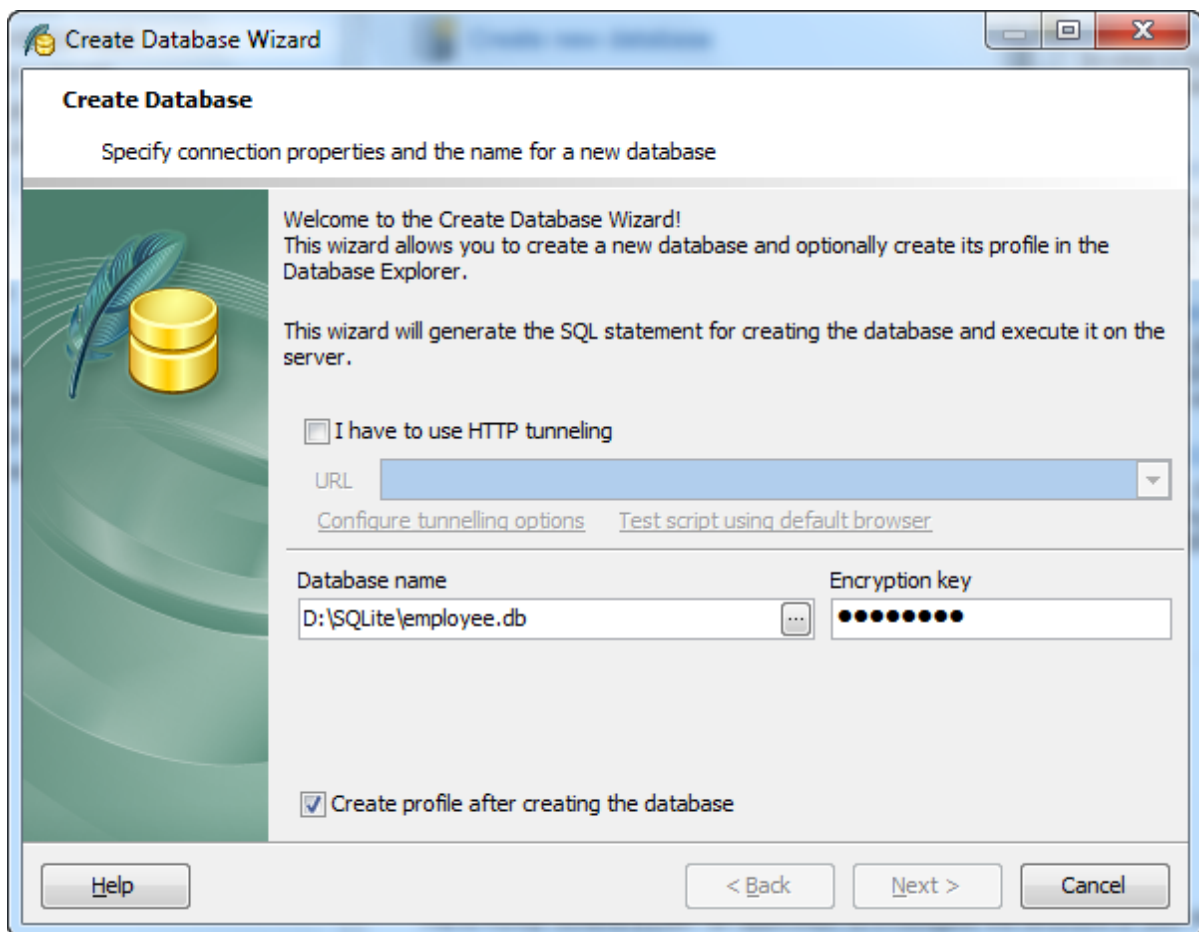 Create Database Wizard
Create new database
Create Database
Specify connection properties and the name for a new database
Welcome to the Create Database Wizard!
This wizard allows you to create a new database and optionally create its profile in the
Database Explorer.
This wizard will generate the SQL statement for creating the database and execute it on the
server.
I have to use HTTP tunneling
URL
Configure tunnelling options Test script using default browser
Database name Encryption key
D:\SQLite\employee.db ... ●●●●●●●●
Create profile after creating the database
Help < Back Next > Cancel